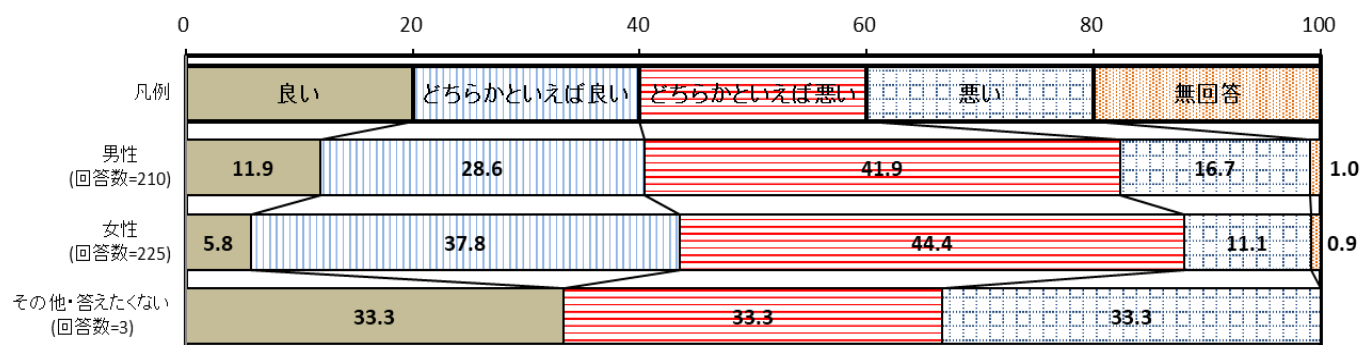 0 20 40 60 80 100
凡例 良い どちらかといえば良い どちらかといえば悪い 悪い 無回答
男性
(回答数=210)
11.9 28.6 41.9 16.7 1.0
女性
(回答数=225)
5.8 37.8 44.4 11.1 0.9
その他・答えたくない
(回答数=3)
33.3 33.3 33.3